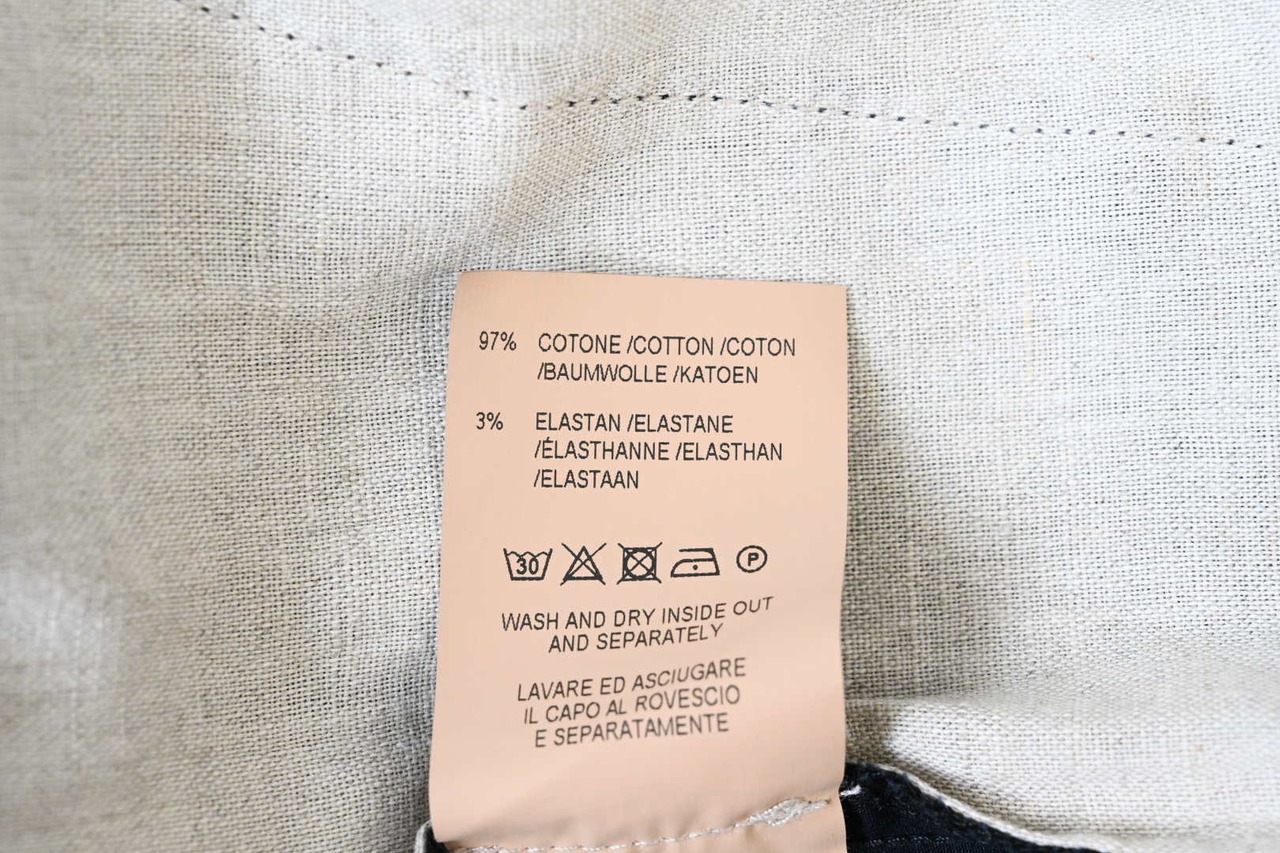 97% COTONE /COTTON /COTON
/BAUMWOLLE /KATOEN
3% ELASTAN /ELASTANE
/ÉLASTHANNE /ELASTHAN
/ELASTAAN
30 P
WASH AND DRY INSIDE OUT
AND SEPARATELY
LAVARE ED ASCIUGARE
IL CAPO AL ROVESCIO
E SEPARATAMENTE